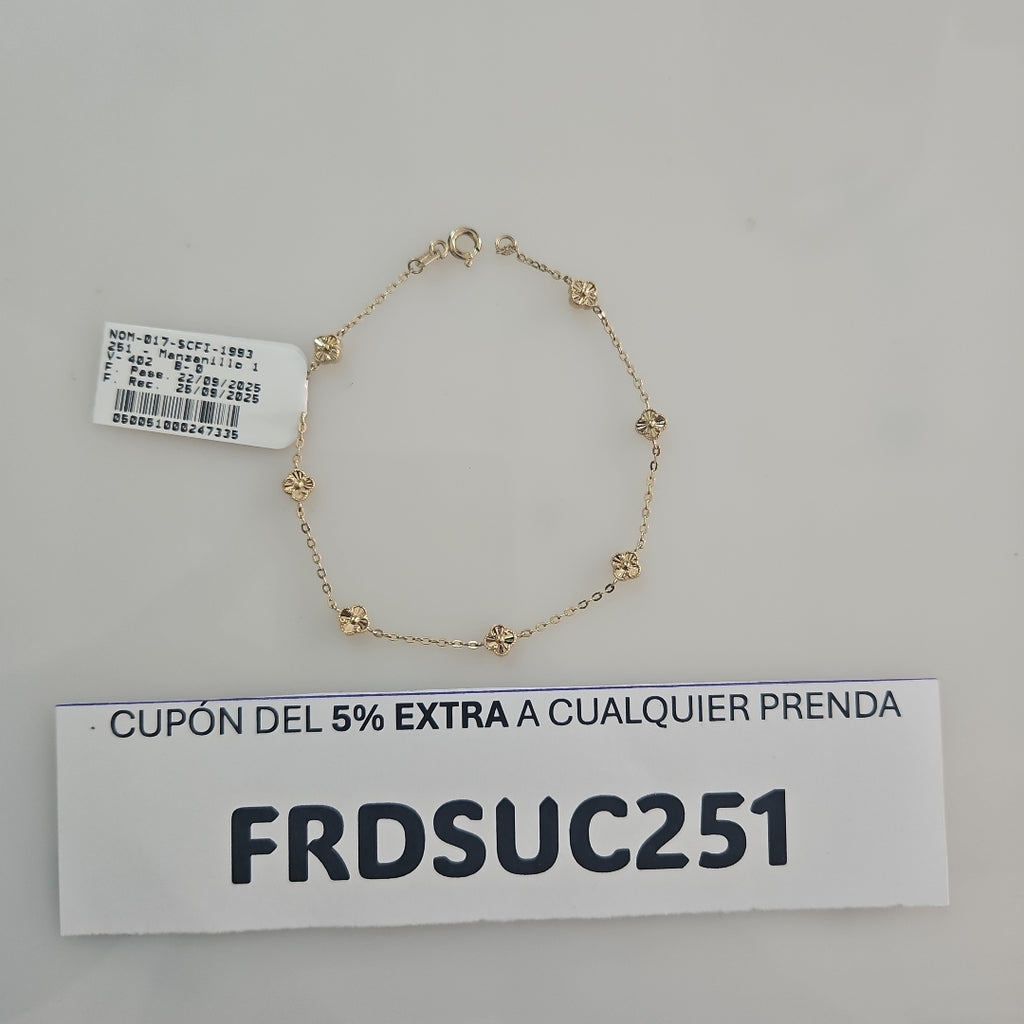 NOM-017-SCFI-1993
251 - Manzanillo 1
V- 402 B-0
F. Pase. 22/09/2025
F. Rec. 25/09/2025
050051000247335
CUPÓN DEL 5% EXTRA A CUALQUIER PRENDA
FRDSUC251